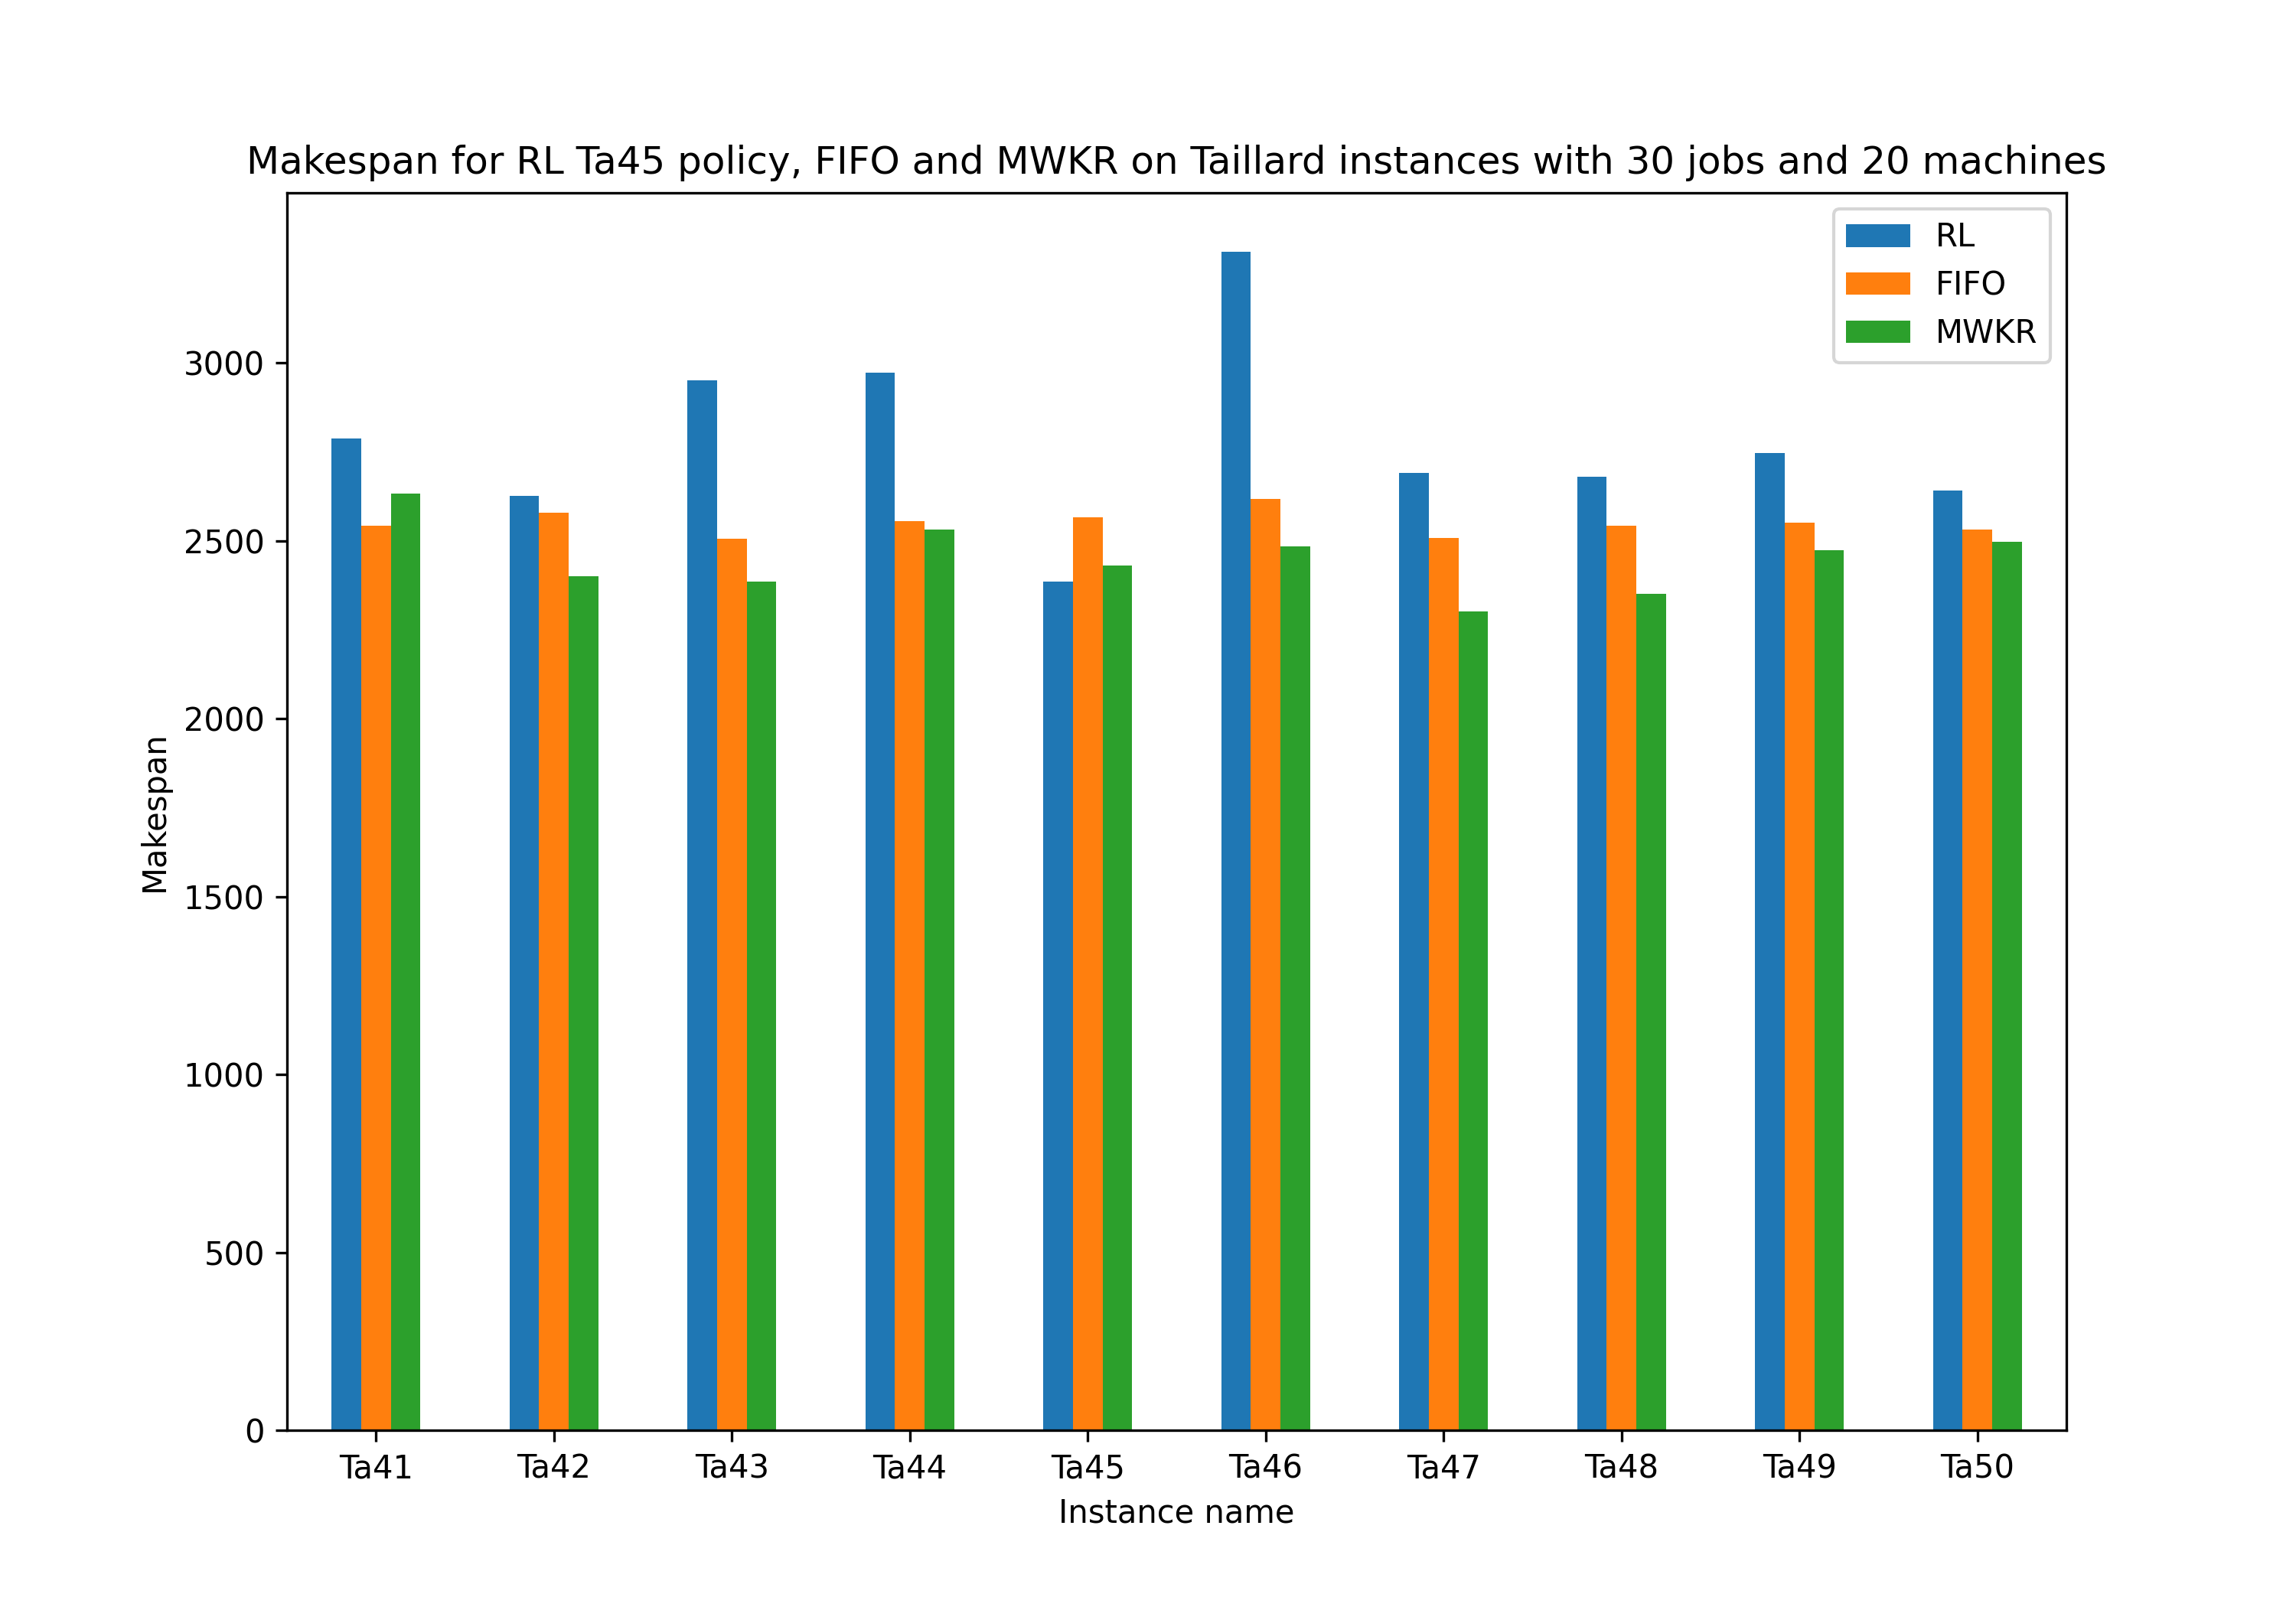 Makespan for RL Ta45 policy, FIFO and MWKR on Taillard instances with 30 jobs and 20 machines
RL
FIFO
MWKR
3000
2500
2000
1500
1000
500
0
Makespan
Ta41 Ta42 Ta43 Ta44 Ta45 Ta46 Ta47 Ta48 Ta49 Ta50
Instance name